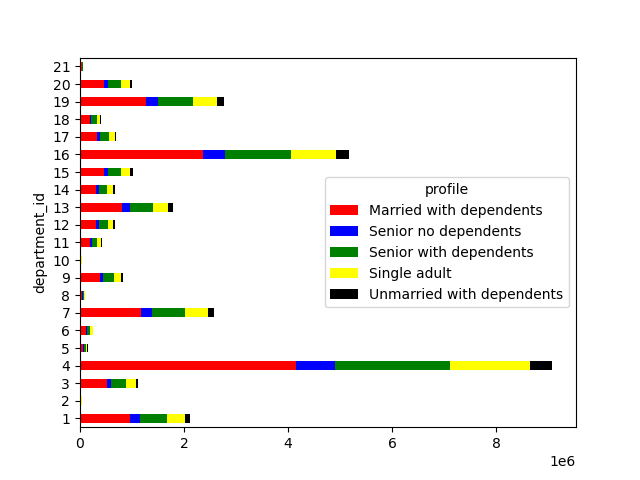 21
20
19
18
17
16
15
14
13
12
11
10
9
8
7
6
5
4
3
2
1
department_id
profile
Married with dependents
Senior no dependents
Senior with dependents
Single adult
Unmarried with dependents
0 2 4 6 8
1e6